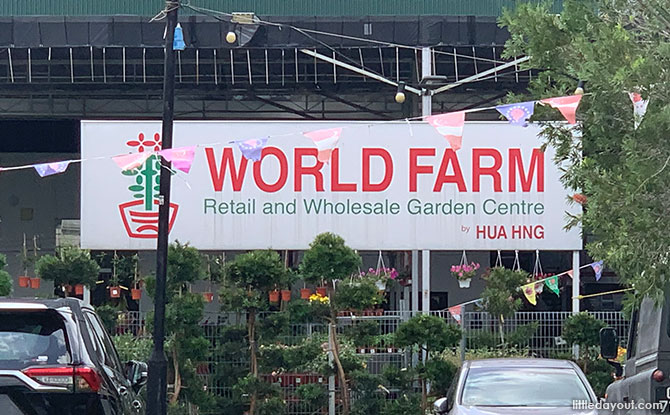 WORLD FARM
Retail and Wholesale Garden Centre
by HUA HNG
littledayout.com